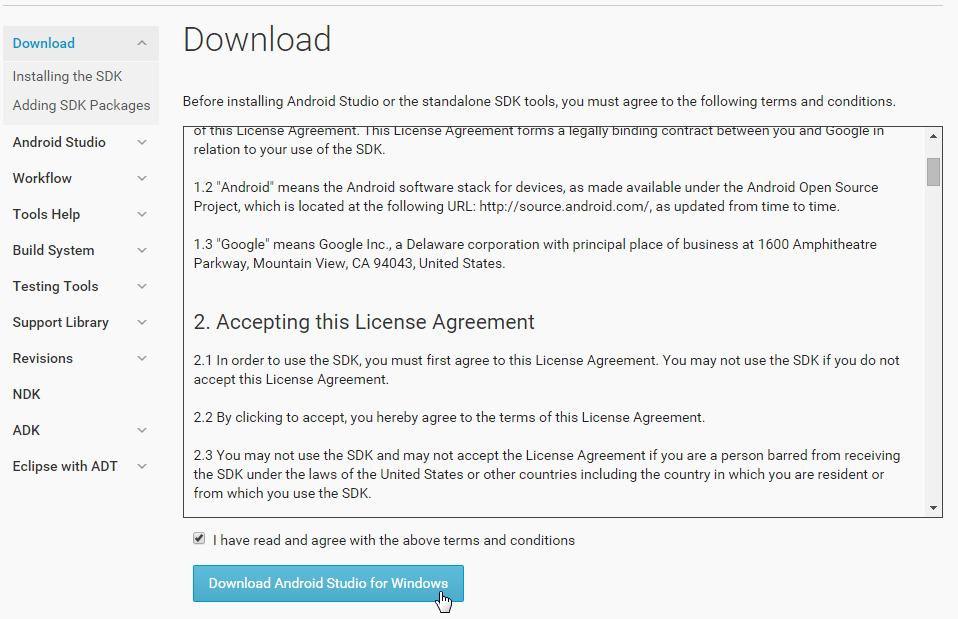 Download
Installing the SDK
Adding SDK Packages
Android Studio
Workflow
Tools Help
Build System
Testing Tools
Support Library
Revisions
NDK
ADK
Eclipse with ADT
Download
Before installing Android Studio or the standalone SDK tools, you must agree to the following terms and conditions.
of this License Agreement. This License Agreement forms a legally binding contract between you and Google in
relation to your use of the SDK.
1.2 "Android" means the Android software stack for devices, as made available under the Android Open Source
Project, which is located at the following URL: http://source.android.com/, as updated from time to time.
1.3 "Google" means Google Inc., a Delaware corporation with principal place of business at 1600 Amphitheatre
Parkway, Mountain View, CA 94043, United States.
2. Accepting this License Agreement
2.1 In order to use the SDK, you must first agree to this License Agreement. You may not use the SDK if you do not
accept this License Agreement.
2.2 By clicking to accept, you hereby agree to the terms of this License Agreement.
2.3 You may not use the SDK and may not accept the License Agreement if you are a person barred from receiving
the SDK under the laws of the United States or other countries including the country in which you are resident or
from which you use the SDK.
I have read and agree with the above terms and conditions
Download Android Studio for Windows